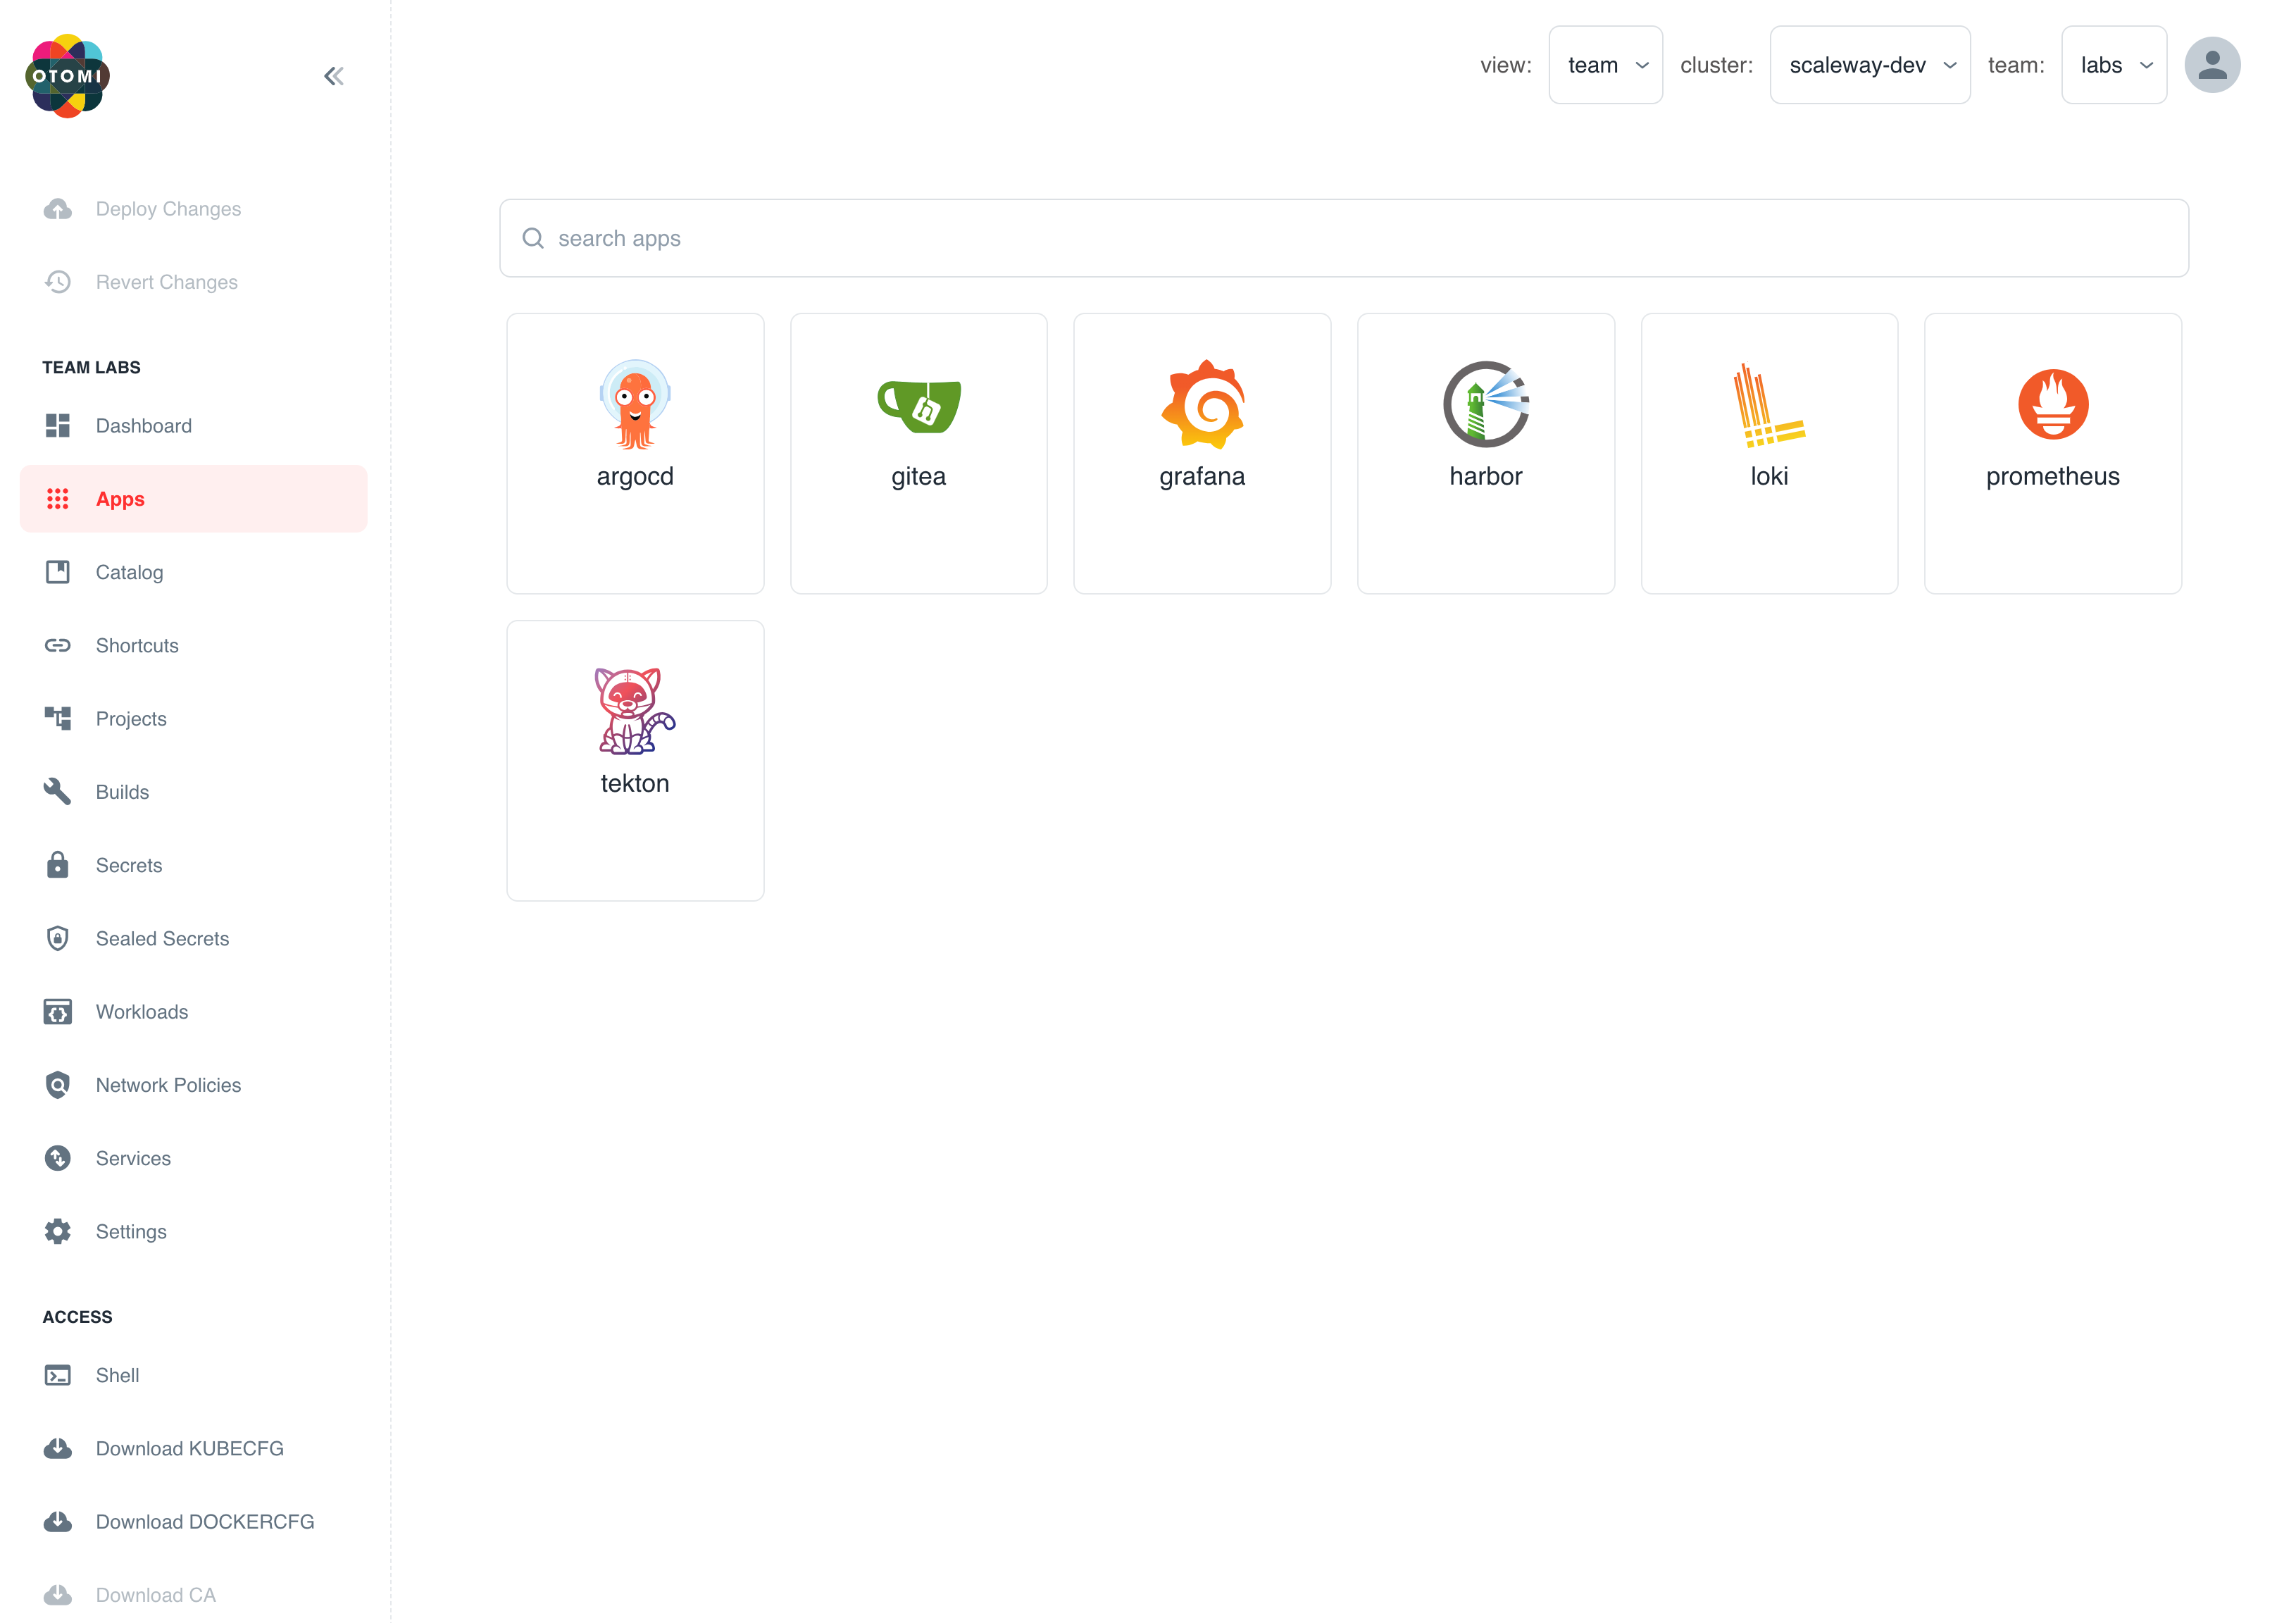 OTOMI
view: team cluster: scaleway-dev team: labs
Deploy Changes
Revert Changes
TEAM LABS
Dashboard
Apps
Catalog
Shortcuts
Projects
Builds
Secrets
Sealed Secrets
Workloads
Network Policies
Services
Settings
ACCESS
Shell
Download KUBECFG
Download DOCKERCFG
Download CA
search apps
argocd
gitea
grafana
harbor
loki
prometheus
tekton